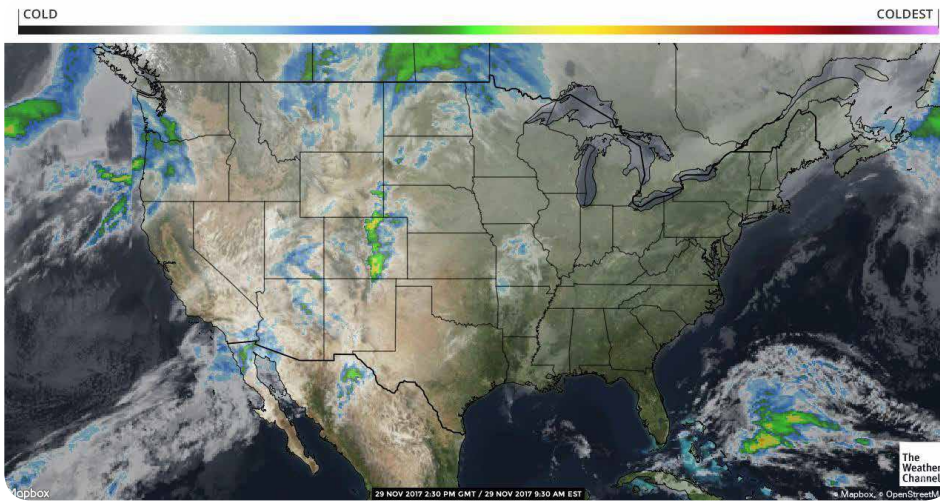 COLD
COLDEST
The
Weather
Channel
29 NOV 2017 2:30 PM GMT / 29 NOV 2017 9:30 AM EST
Mapbox
© Mapbox, © OpenStreetM